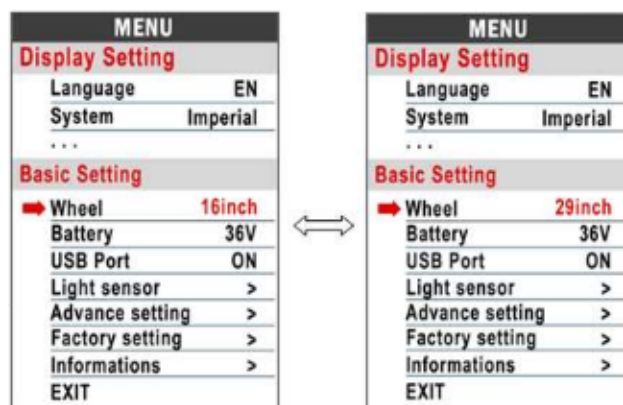 MENU
Display Setting
Language EN
System Imperial
. . .
Basic Setting
Wheel 16inch
Battery 36V
USB Port ON
Light sensor >
Advance setting >
Factory setting >
Informations >
EXIT
MENU
Display Setting
Language EN
System Imperial
. . .
Basic Setting
Wheel 29inch
Battery 36V
USB Port ON
Light sensor >
Advance setting >
Factory setting >
Informations >
EXIT